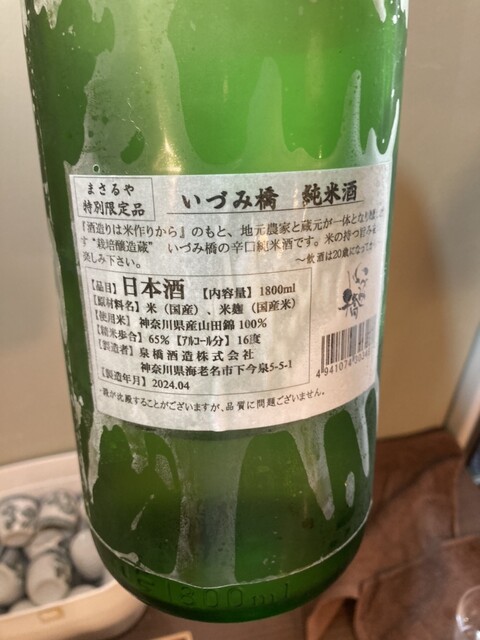 まさるや
特別限定品
いづみ橋 純米酒
『酒造りは米作りから』のもと、地元農家と蔵元が一体となり
す"栽培醸造蔵" いづみ橋の辛口純米酒です。米の持つ旨み
楽しみ下さい。
～飲酒は20歳になってか
【品目】日本酒 【内容量】1800ml
【原材料名】米(国産)、米麹(国産米)
【使用米】神奈川県産山田錦100%
【精米歩合】65%【アルコール分】16度
【製造者】泉橋酒造株式会社
神奈川県海老名市下今泉5-5-1
【製造年月】2024.04
滓が沈殿することがございますが、品質に問題ございません。
1800ml